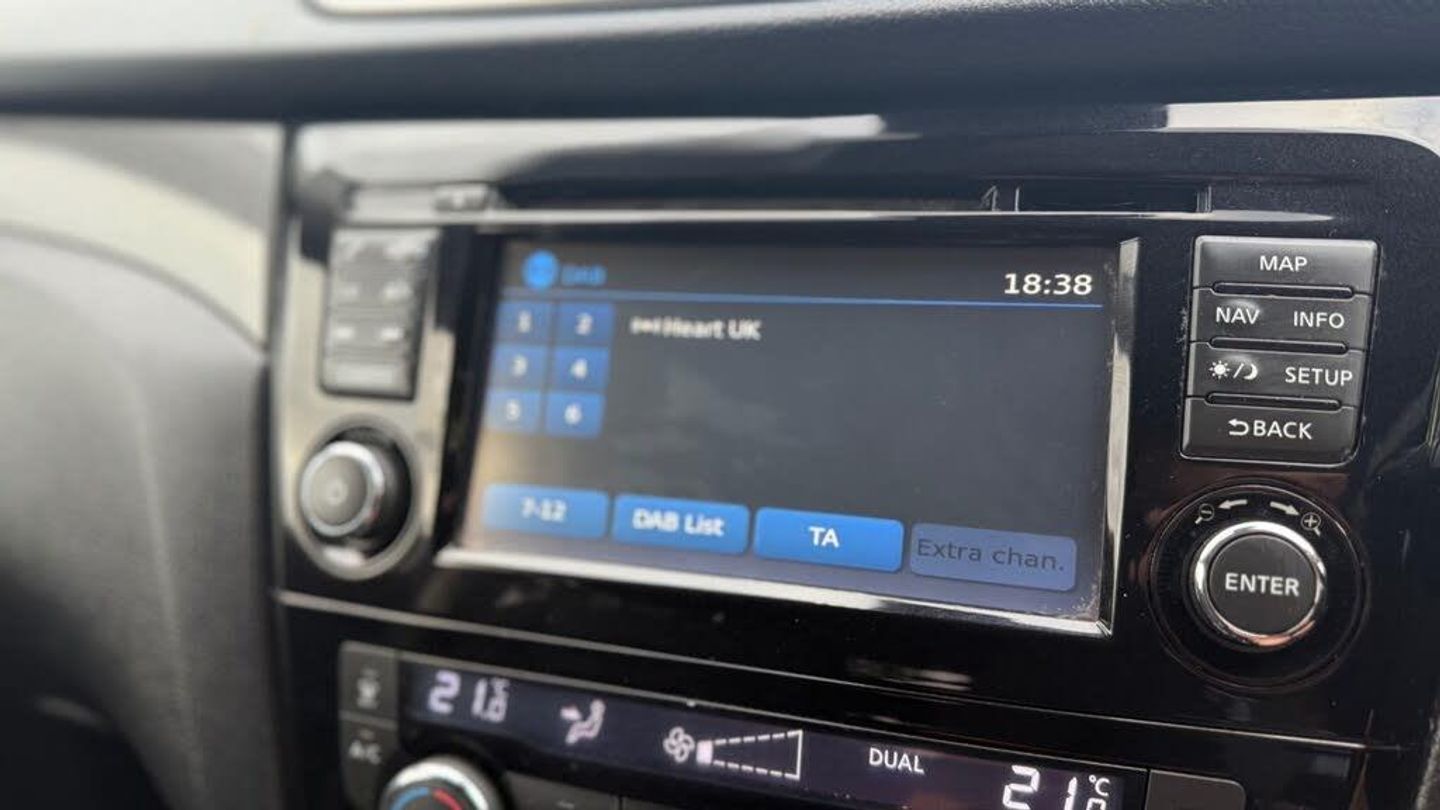 DAB
18:38
1 2
Heart UK
3 4
5 6
7-12 DAB List TA Extra chan.
MAP
NAV INFO
SETUP
BACK
ENTER
A/C
21.0
DUAL
21 °C